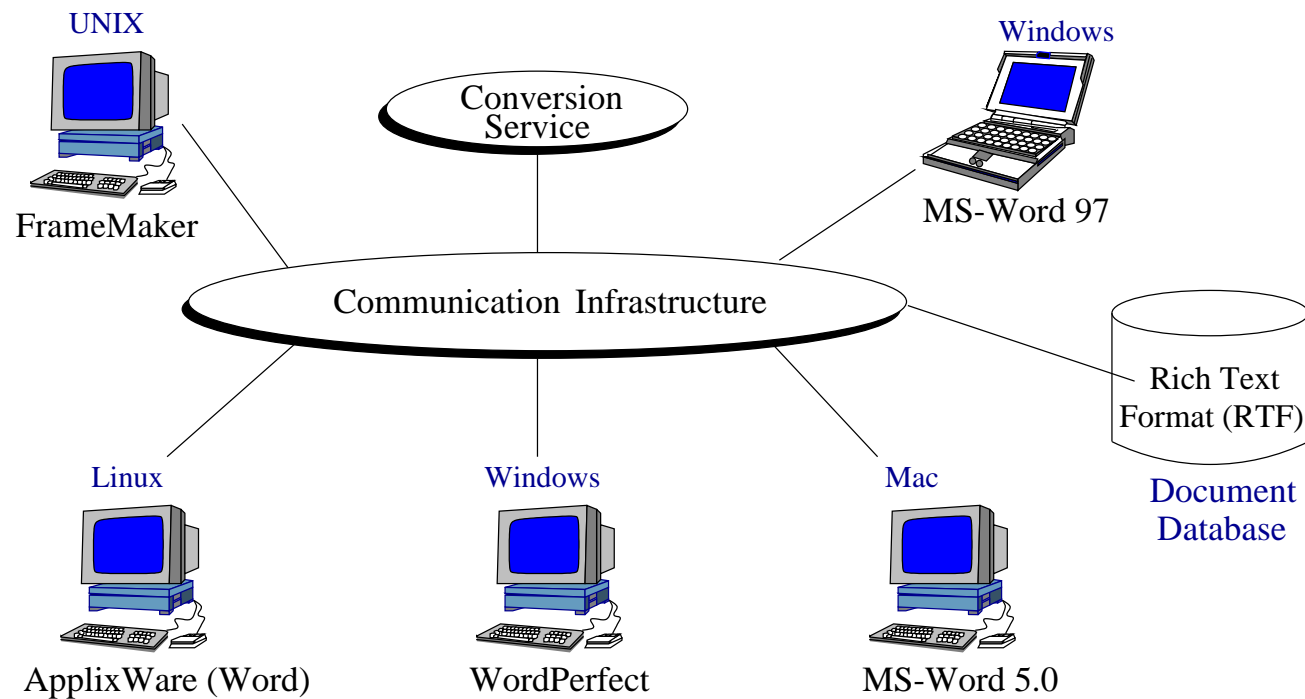 UNIX
Windows
Conversion
Service
FrameMaker
MS-Word 97
Communication Infrastructure
Rich Text
Format (RTF)
Linux
Windows
Mac
Document
Database
ApplixWare (Word)
WordPerfect
MS-Word 5.0